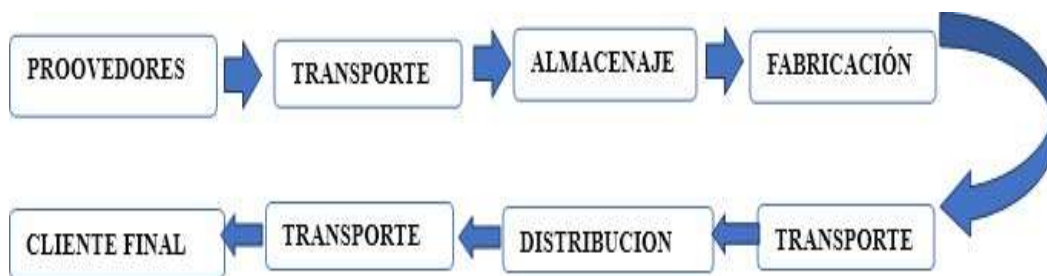 PROOVEDORES
TRANSPORTE
ALMACENAJE
FABRICACIÓN
TRANSPORTE
DISTRIBUCION
TRANSPORTE
CLIENTE FINAL